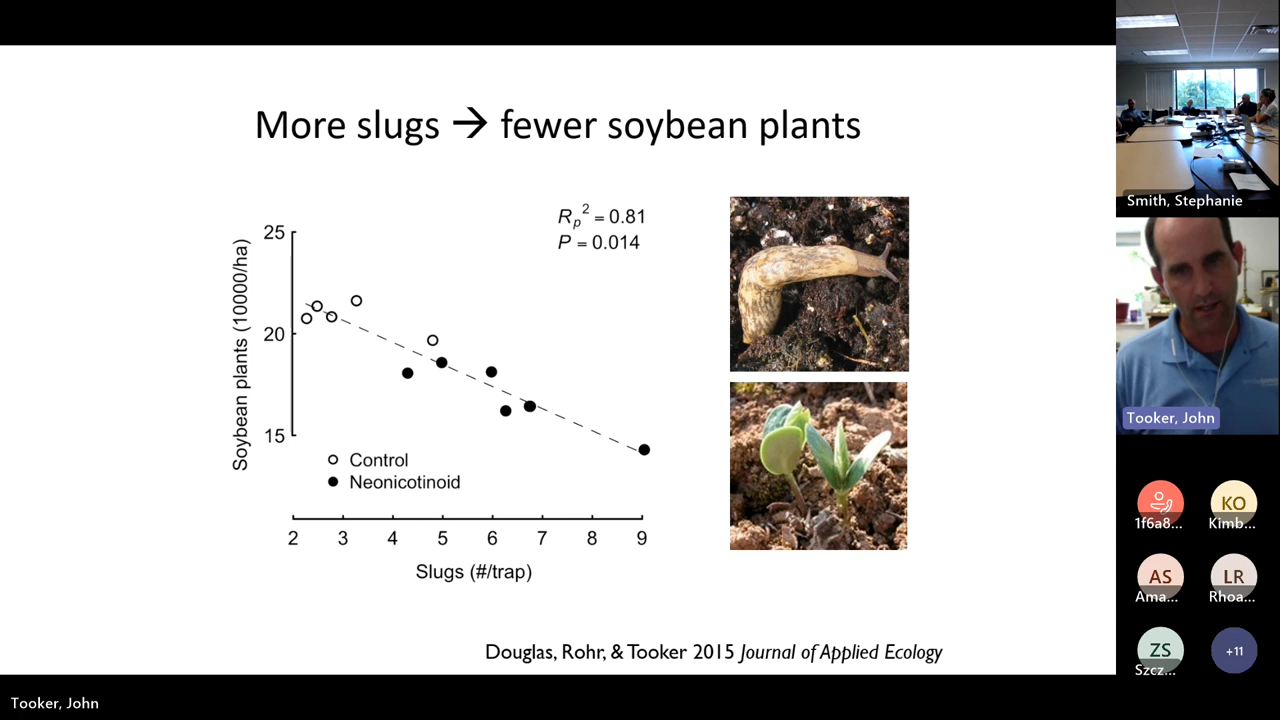 More slugs → fewer soybean plants
Rp2 = 0.81
P = 0.014
25
20
15
Soybean plants (10000/ha)
Control
Neonicotinoid
2 3 4 5 6 7 8 9
Slugs (#/trap)
Douglas, Rohr, & Tooker 2015 Journal of Applied Ecology
Tooker, John
Smith, Stephanie
Tooker, John
1f6a8...
KO
Kimb...
AS
Ama...
LR
Rhoa...
ZS
Szcz...
+11